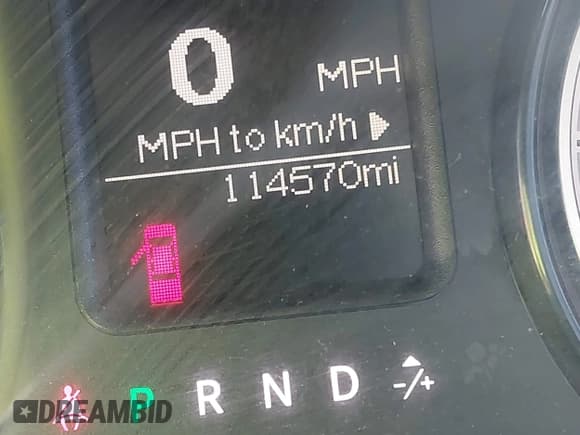 0 MPH
MPH to km/h
114570mi
P R N D -/+
DREAMBID